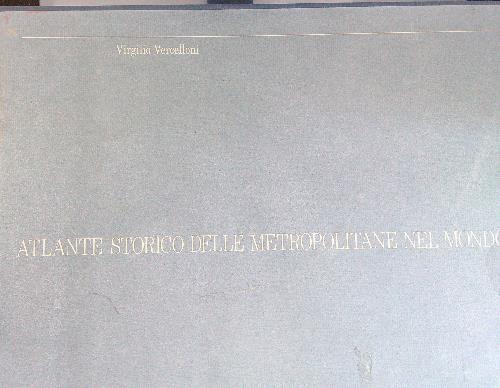 Virgilio Vercelloni
ATLANTE STORICO DELLE METROPOLITANE NEL MONDO